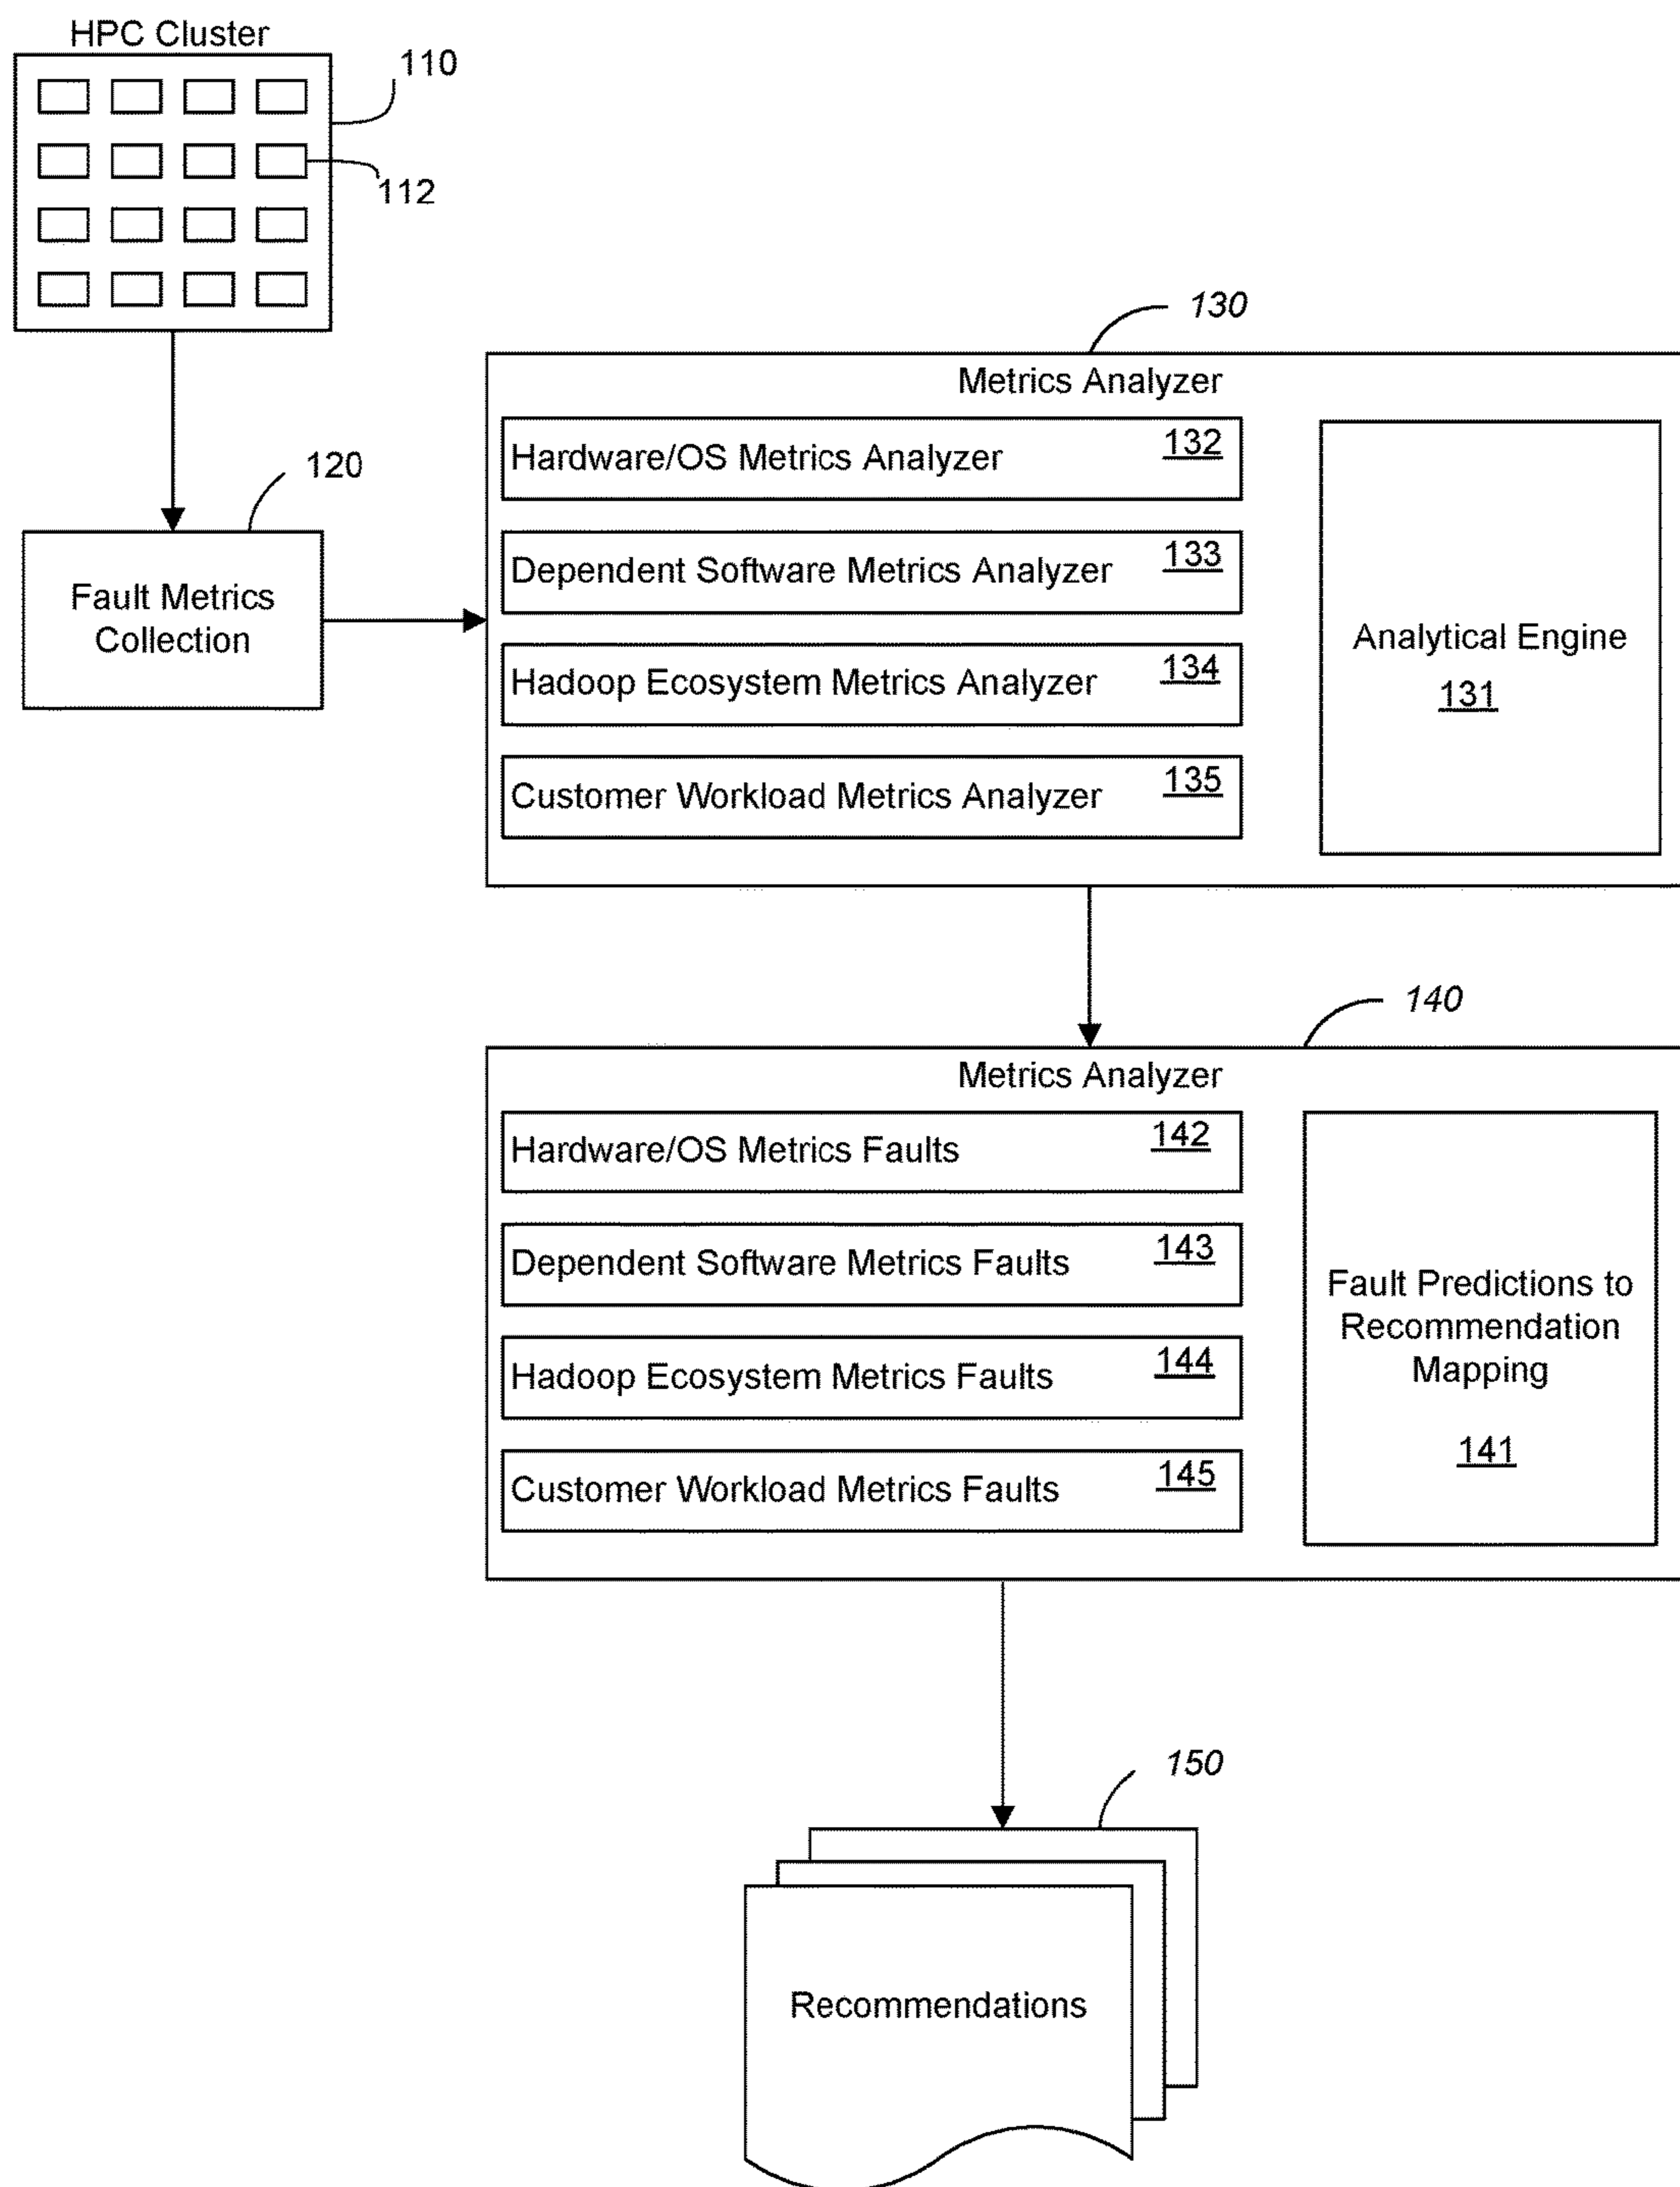 HPC Cluster
110
112
130
Metrics Analyzer
Hardware/OS Metrics Analyzer 132
120
Dependent Software Metrics Analyzer 133
Fault Metrics
Collection
Analytical Engine
131
Hadoop Ecosystem Metrics Analyzer 134
Customer Workload Metrics Analyzer 135
140
Metrics Analyzer
Hardware/OS Metrics Faults 142
Dependent Software Metrics Faults 143
Fault Predictions to
Recommendation
Mapping
141
Hadoop Ecosystem Metrics Faults 144
Customer Workload Metrics Faults 145
150
Recommendations